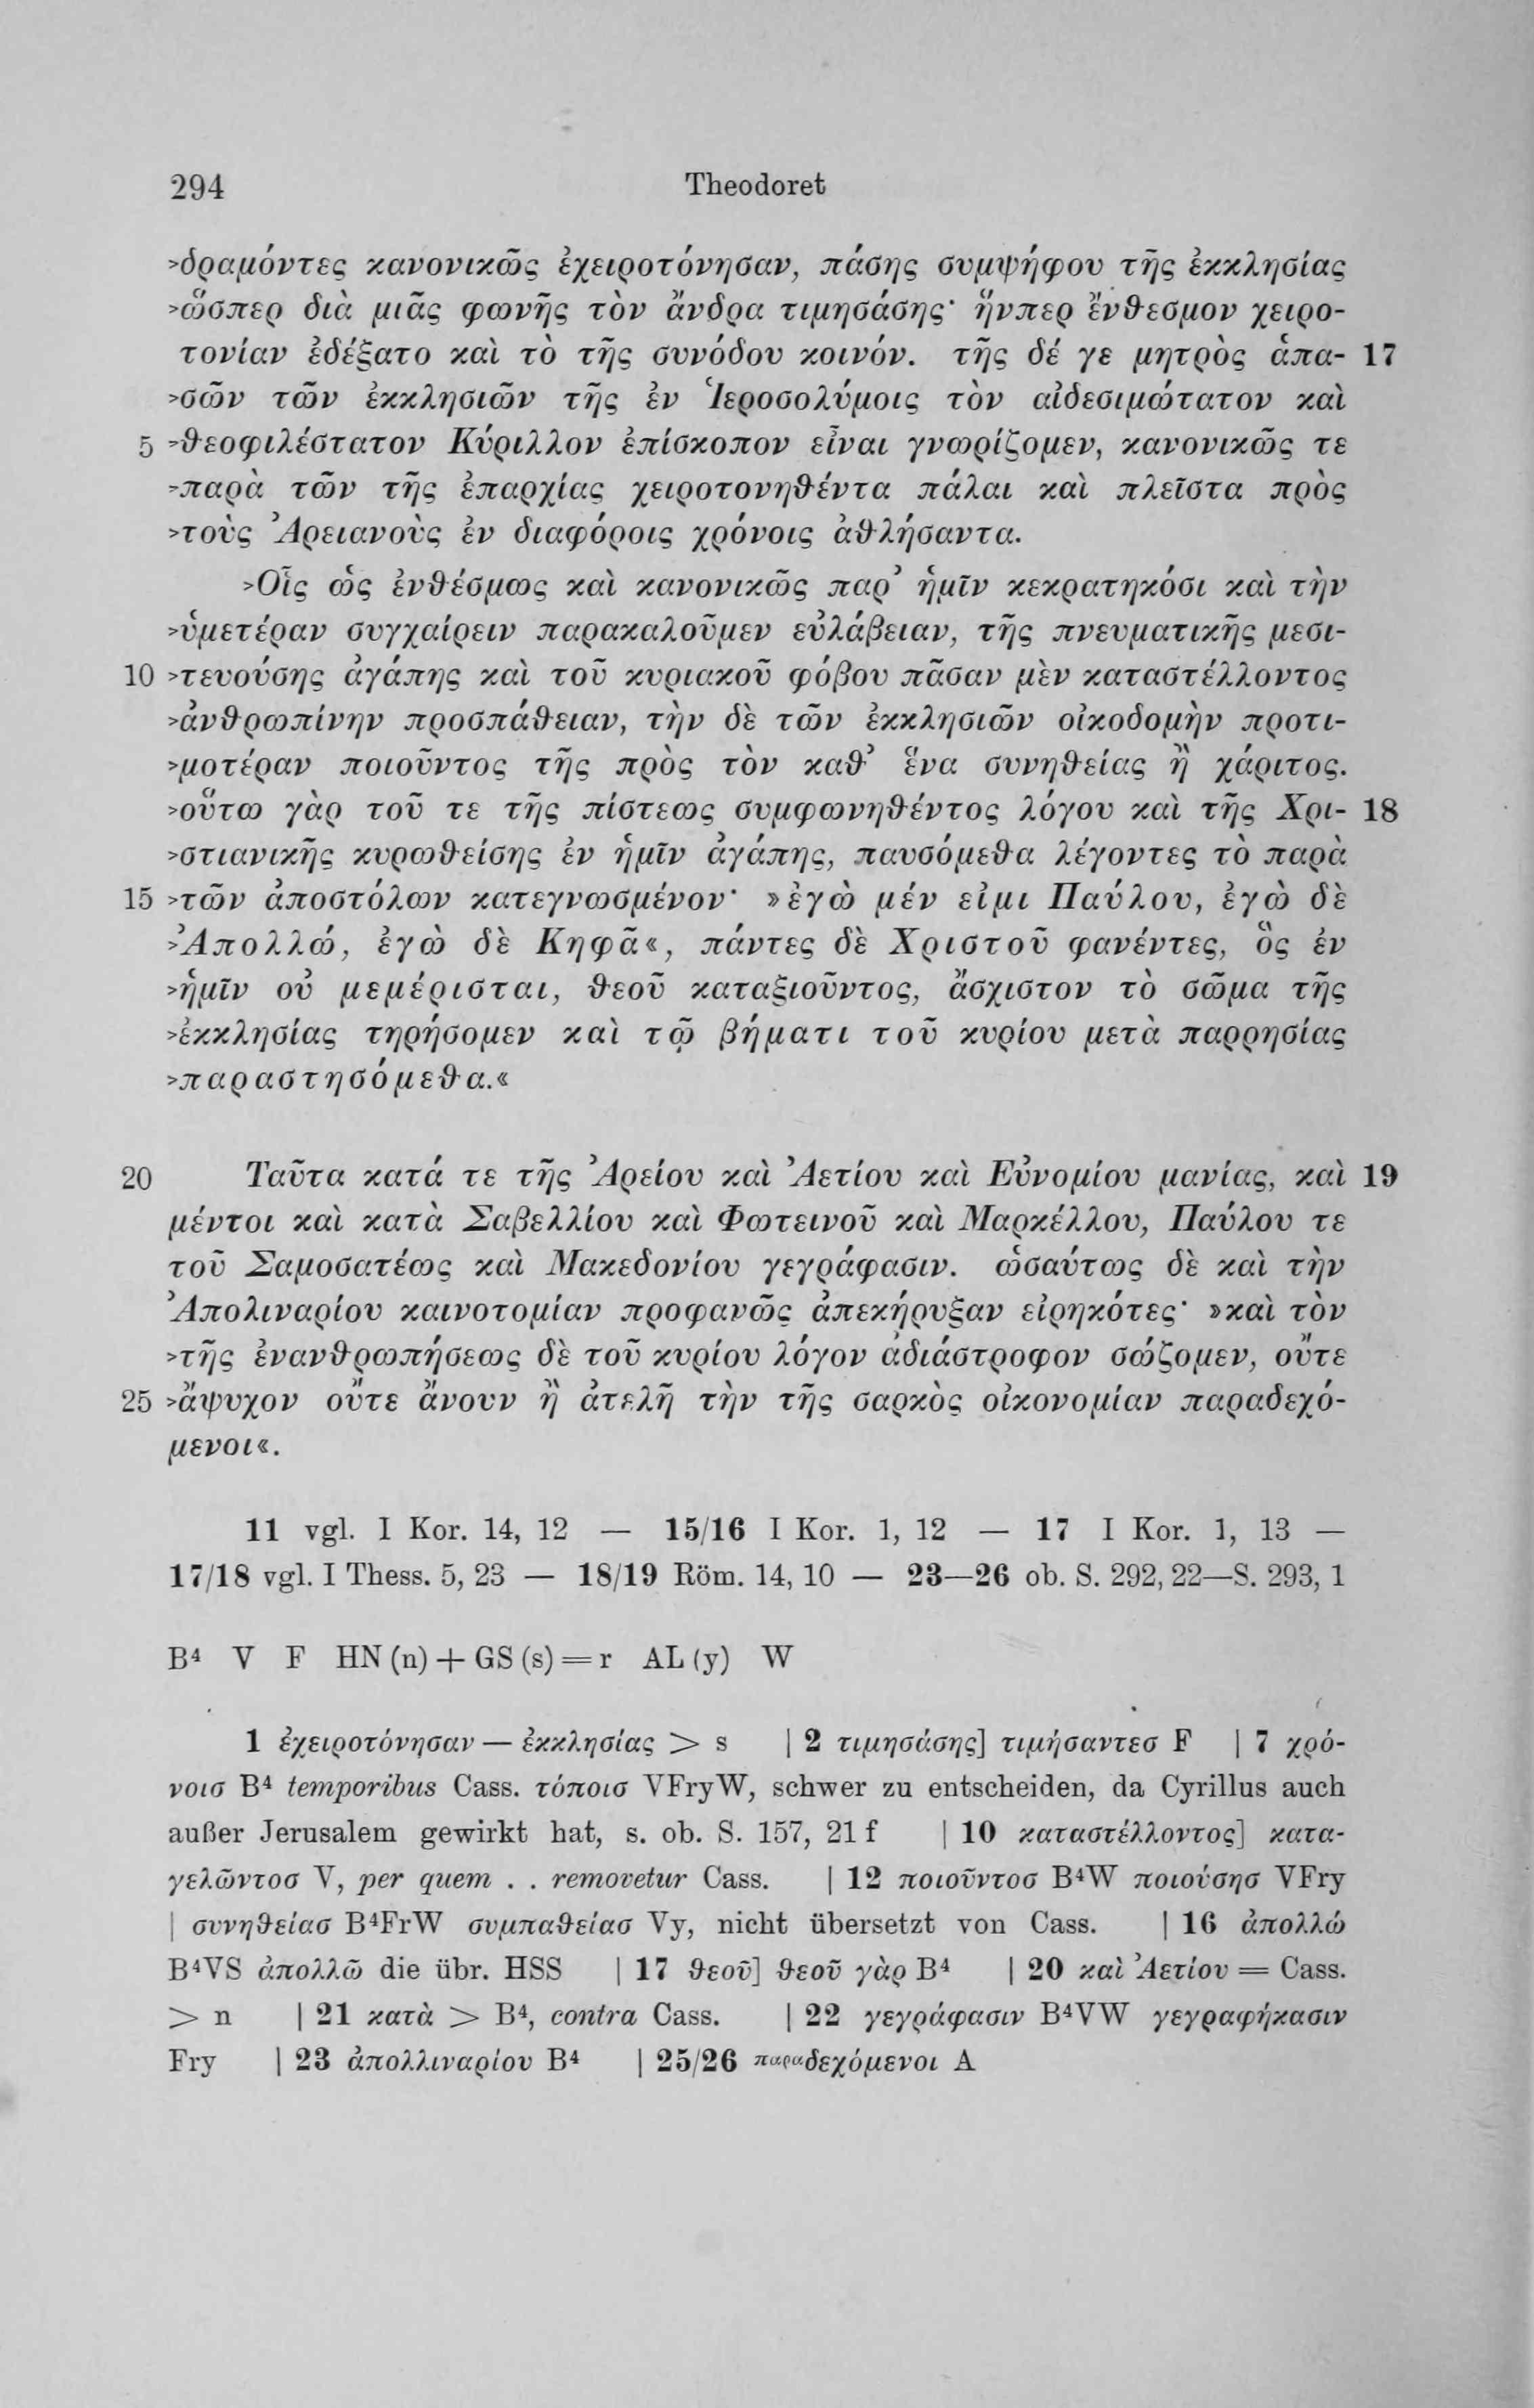 294 Theodoret
>δραμόντες κανονικῶς ἐχειροτόνησαν, πάσης συμψήφου τῆς ἐκκλησίας
>ὥσπερ διὰ μιᾶς φωνῆς τὸν ἄνδρα τιμησάσης· ἥνπερ ἔνθεσμον χειρο-
τονίαν ἐδέξατο καὶ τὸ τῆς συνόδου κοινόν. τῆς δέ γε μητρὸς ἁπα- 17
>σῶν τῶν ἐκκλησιῶν τῆς ἐν Ἱεροσολύμοις τὸν αἰδεσιμώτατον καὶ
5 >θεοφιλέστατον Κύριλλον ἐπίσκοπον εἶναι γνωρίζομεν, κανονικῶς τε
>παρὰ τῶν τῆς ἐπαρχίας χειροτονηθέντα πάλαι καὶ πλεῖστα πρὸς
>τοὺς Ἀρειανοὺς ἐν διαφόροις χρόνοις ἀθλήσαντα.
>Οἷς ὡς ἐνθέσμως καὶ κανονικῶς παρ’ ἡμῖν κεκρατηκόσι καὶ τὴν
>ὑμετέραν συγχαίρειν παρακαλοῦμεν εὐλάβειαν, τῆς πνευματικῆς μεσι-
10 >τευούσης ἀγάπης καὶ τοῦ κυριακοῦ φόβου πᾶσαν μὲν καταστέλλοντος
>ἀνθρωπίνην προσπάθειαν, τὴν δὲ τῶν ἐκκλησιῶν οἰκοδομὴν προτι-
>μοτέραν ποιοῦντος τῆς πρὸς τὸν καθ’ ἕνα συνηθείας ἢ χάριτος.
>οὕτω γὰρ τοῦ τε τῆς πίστεως συμφωνηθέντος λόγου καὶ τῆς Χρι- 18
>στιανικῆς κυρωθείσης ἐν ἡμῖν ἀγάπης, παυσόμεθα λέγοντες τὸ παρὰ
15 >τῶν ἀποστόλων κατεγνωσμένον· »ἐγὼ μέν εἰμι Παύλου, ἐγὼ δὲ
>Ἀπολλώ, ἐγὼ δὲ Κηφᾶ«, πάντες δὲ Χριστοῦ φανέντες, ὃς ἐν
>ἡμῖν οὐ μεμέρισται, θεοῦ καταξιοῦντος, ἄσχιστον τὸ σῶμα τῆς
>ἐκκλησίας τηρήσομεν καὶ τῷ βήματι τοῦ κυρίου μετὰ παρρησίας
>παραστησόμεθα.«
20 Ταῦτα κατά τε τῆς Ἀρείου καὶ Ἀετίου καὶ Εὐνομίου μανίας, καὶ 19
μέντοι καὶ κατὰ Σαβελλίου καὶ Φωτεινοῦ καὶ Μαρκέλλου, Παύλου τε
τοῦ Σαμοσατέως καὶ Μακεδονίου γεγράφασιν. ὡσαύτως δὲ καὶ τὴν
Ἀπολιναρίου καινοτομίαν προφανῶς ἀπεκήρυξαν εἰρηκότες· »καὶ τὸν
>τῆς ἐνανθρωπήσεως δὲ τοῦ κυρίου λόγον ἀδιάστροφον σώζομεν, οὔτε
25 >ἄψυχον οὔτε ἄνουν ἢ ἀτελῆ τὴν τῆς σαρκὸς οἰκονομίαν παραδεχό-
μενοι«.
11 vgl. I Kor. 14, 12 — 15/16 I Kor. 1, 12 — 17 I Kor. 1, 13 —
17/18 vgl. I Thess. 5, 23 — 18/19 Röm. 14, 10 — 23—26 ob. S. 292, 22—S. 293, 1
B⁴ V F HN (n) + GS (s) = r AL (y) W
1 ἐχειροτόνησαν — ἐκκλησίας > s | 2 τιμησάσης] τιμήσαντεσ F | 7 χρό-
νοισ B⁴ temporibus Cass. τόποισ VFryW, schwer zu entscheiden, da Cyrillus auch
außer Jerusalem gewirkt hat, s. ob. S. 157, 21 f | 10 καταστέλλοντος] κατα-
γελῶντοσ V, per quem . . removetur Cass. | 12 ποιοῦντοσ B⁴W ποιούσησ VFry
| συνηθείασ B⁴FrW συμπαθείασ Vy, nicht übersetzt von Cass. | 16 ἀπολλώ
B⁴VS ἀπολλῶ die übr. HSS | 17 θεοῦ] θεοῦ γὰρ B⁴ | 20 καὶ Ἀετίου = Cass.
> n | 21 κατὰ > B⁴, contra Cass. | 22 γεγράφασιν B⁴VW γεγραφήκασιν
Fry | 23 ἀπολλιναρίου B⁴ | 25/26 παραδεχόμενοι A